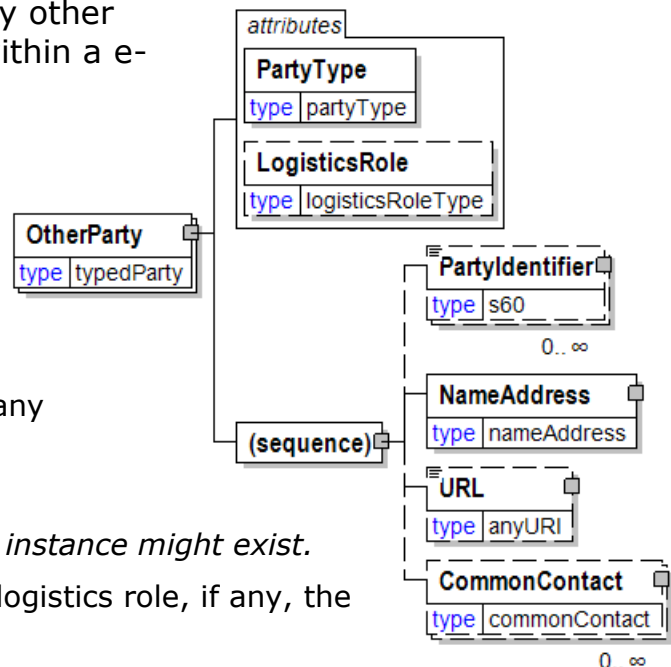 y other
ithin a e-
attributes
PartyType
type partyType
LogisticsRole
type logisticsRoleType
OtherParty
type typedParty
PartyIdentifier
type s60
0.. ∞
any
NameAddress
type nameAddress
(sequence)
URL
type anyURI
instance might exist.
logistics role, if any, the
CommonContact
type commonContact
0.. ∞